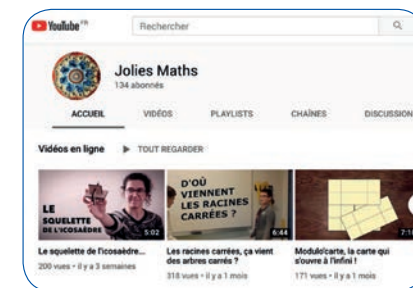 YouTube FR
Rechercher
Jolies Maths
134 abonnés
ACCUEIL VIDÉOS PLAYLISTS CHAÎNES DISCUSSION
Vidéos en ligne TOUT REGARDER
LE
SQUELETTE
DE L'ICOSAÈDRE
5:02
D'OÙ
VIENNENT
LES RACINES
CARRÉES ?
6:44
7:10
Le squelette de l'icosaèdre...
200 vues • il y a 3 semaines
Les racines carrées, ça vient
des arbres carrés ?
318 vues • il y a 1 mois
Modulo'carte, la carte qui
s'ouvre à l'infini !
171 vues • il y a 1 mois